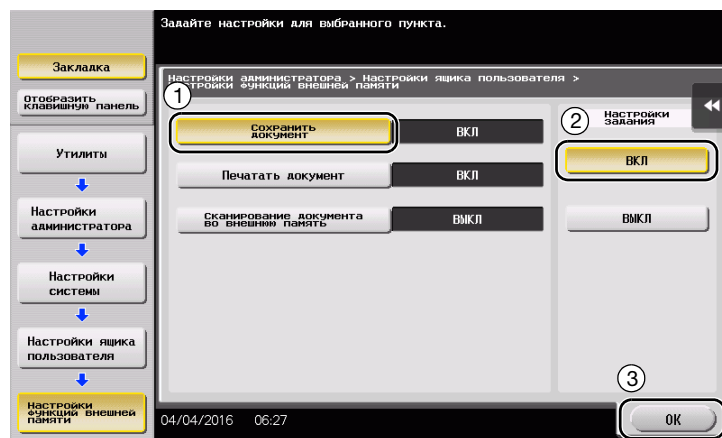 Задайте настройки для выбранного пункта.
Закладка
Отобразить
клавишную панель
Утилиты
Настройки
администратора
Настройки
системы
Настройки ящика
пользователя
Настройки
функций внешней
памяти
Настройки администратора > Настройки ящика пользователя >
Настройки функций внешней памяти
1
Сохранить
документ
ВКЛ
Печатать документ
ВКЛ
Сканирование документа
во внешнюю память
ВЫКЛ
2
Настройки
задания
ВКЛ
ВЫКЛ
3
04/04/2016 06:27
OK